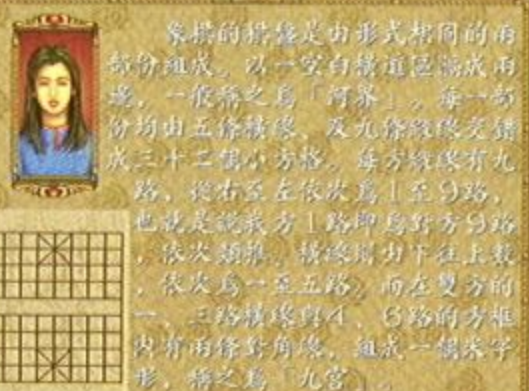 象棋的棋盤是由形式相同的兩
部份組成。以一空白橫道區隔成兩
邊,一般稱之為「河界」。每一部
份均由五條橫線、及九條縱線交錯
成三十二個小方格。每方縱線有九
路,從右至左依次為1至9路,
也就是說我方1路即為對方9路
,依次類推。橫線則由下往上數
,依次為一至五路。而在雙方的
一、三路橫線與4、6路的方框
內有兩條對角線,組成一個米字
形,稱之為「九宮」。